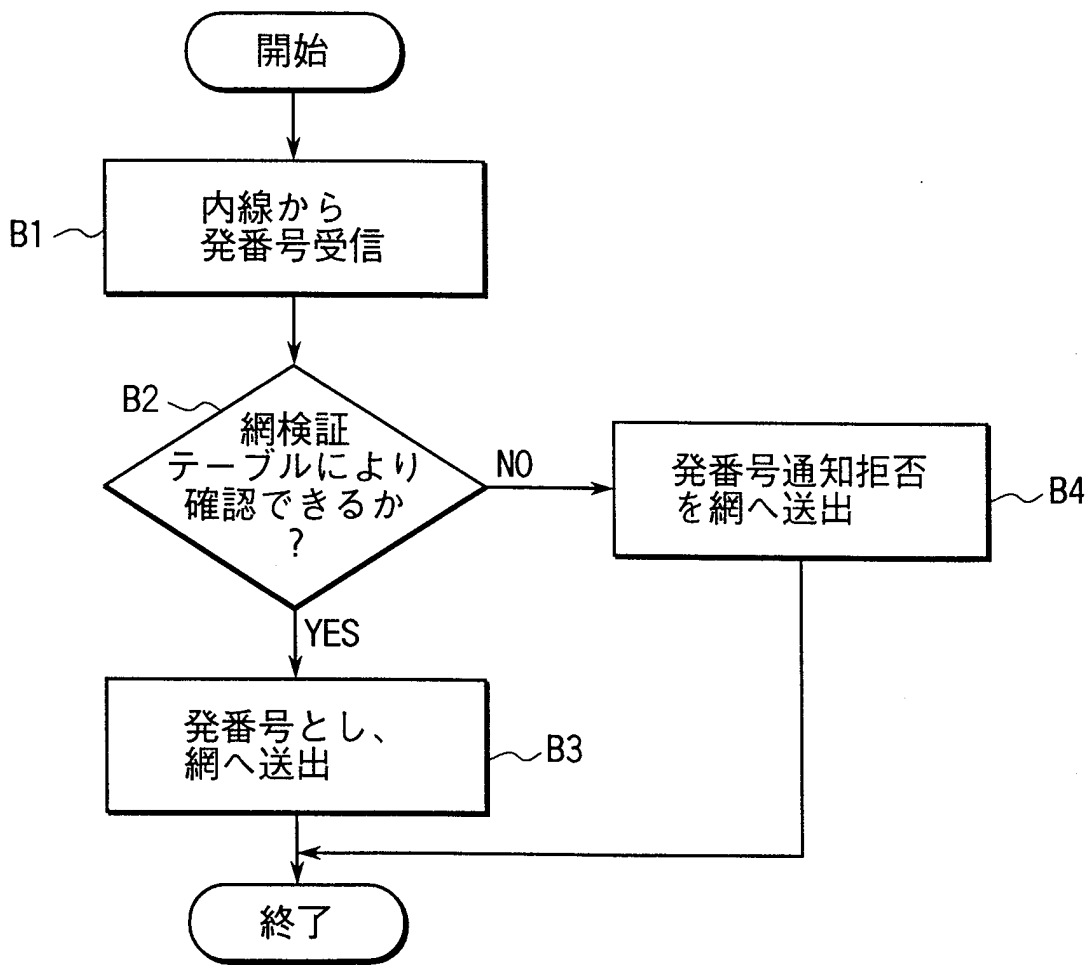 開始
内線から
発番号受信
B1
B2
網検証
テーブルにより
確認できるか
?
NO
発番号通知拒否
を網へ送出
B4
YES
発番号とし、
網へ送出
B3
終了